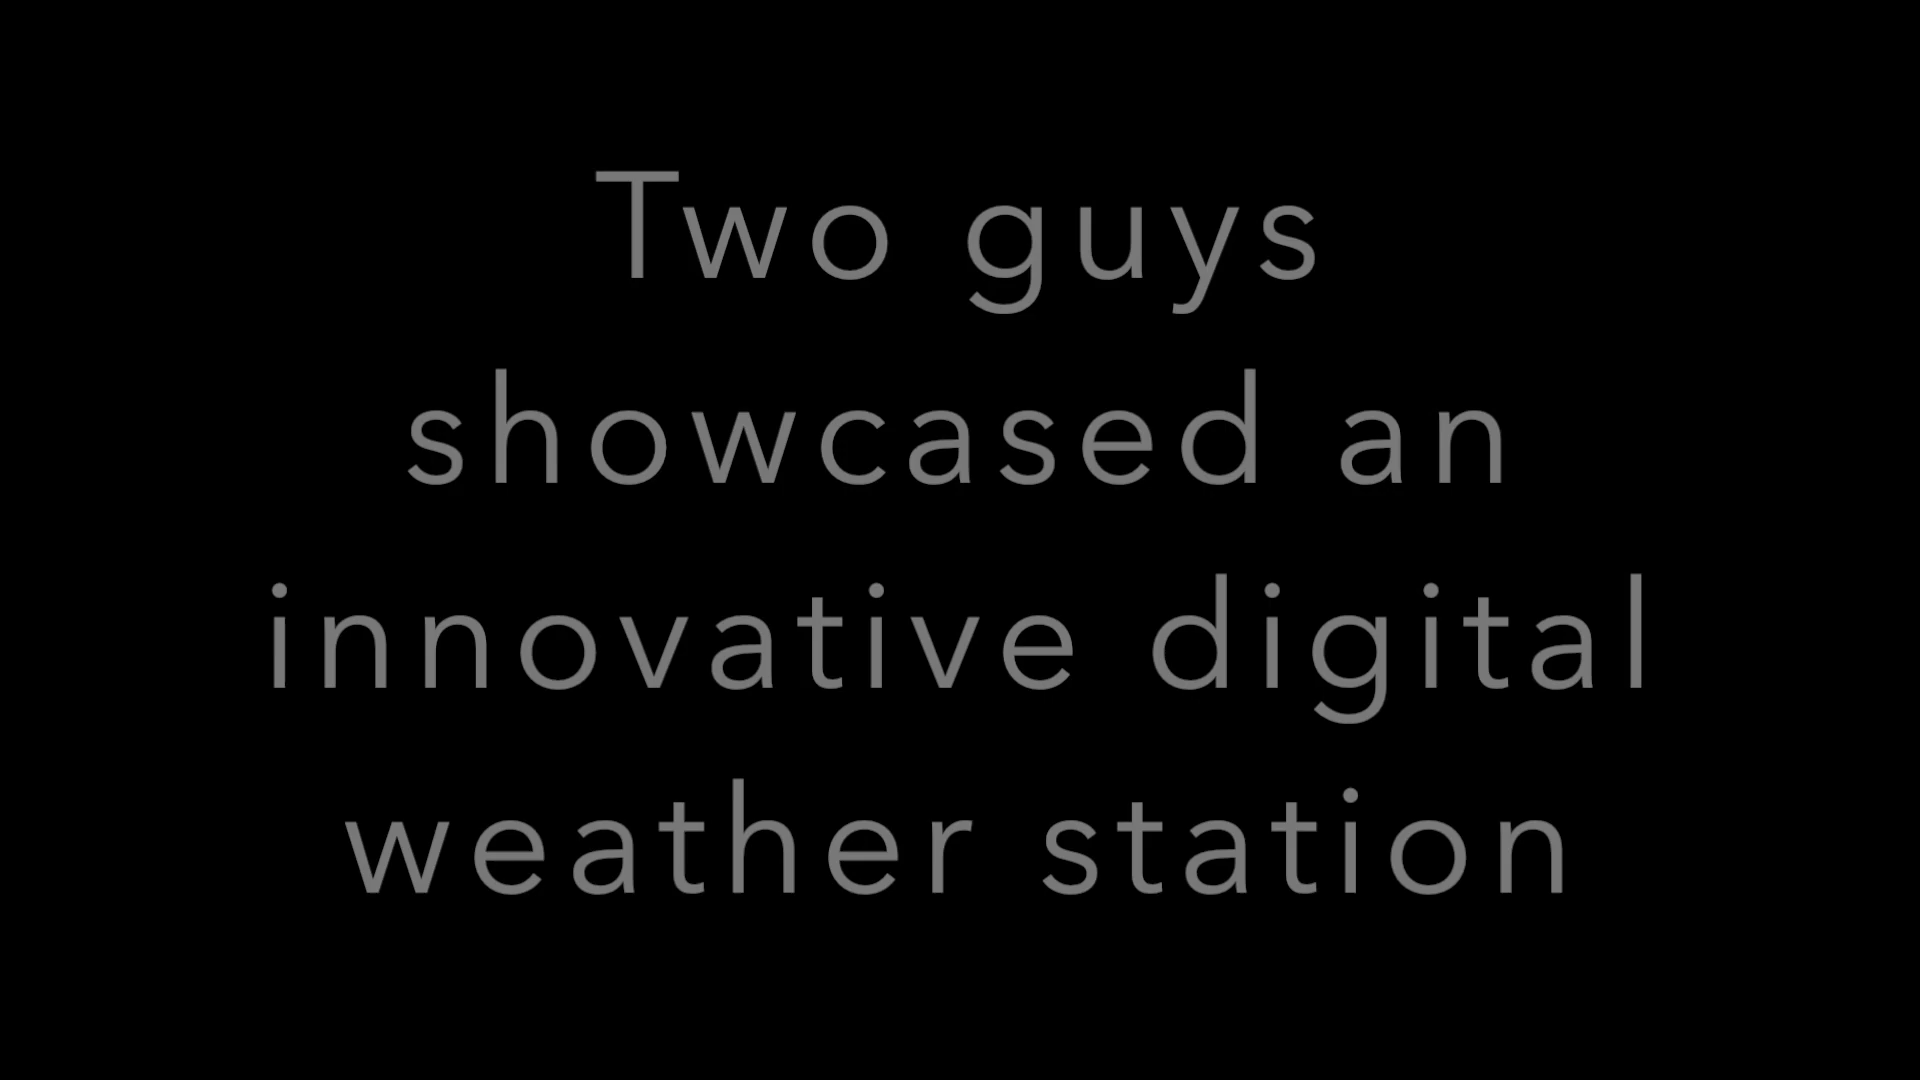 Two guys
showcased an
innovative digital
weather station